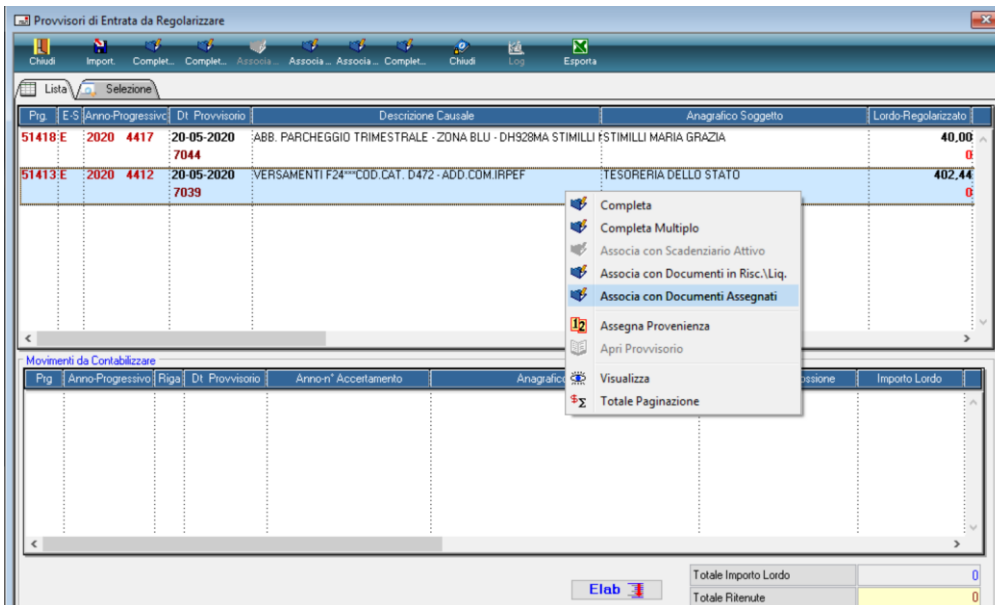 Provvisori di Entrata da Regolarizzare
Chiudi Import. Complet... Complet... Associa... Associa... Associa... Complet... Chiudi Log Esporta
Lista Selezione
Prg. E-S Anno-Progressivo Dt Provvisorio Descrizione Causale Anagrafico Soggetto Lordo-Regolarizzato
51418 E 2020 4417 20-05-2020 ABB. PARCHEGGIO TRIMESTRALE - ZONA BLU - DH928MA STIMILLI STIMILLI MARIA GRAZIA 40,00
7044 0
51413 E 2020 4412 20-05-2020 VERSAMENTI F24***COD.CAT. D472 - ADD.COM.IRPEF TESORERIA DELLO STATO 402,44
7039 0
Completa
Completa Multiplo
Associa con Scadenziario Attivo
Associa con Documenti in Risc.\Liq.
Associa con Documenti Assegnati
12 Assegna Provenienza
Apri Provvisorio
Visualizza
$Σ Totale Paginazione
Movimenti da Contabilizzare
Prg Anno-Progressivo Riga Dt Provvisorio Anno-n° Accertamento Anagrafico ossione Importo Lordo
Elab
Totale Importo Lordo 0
Totale Ritenute 0